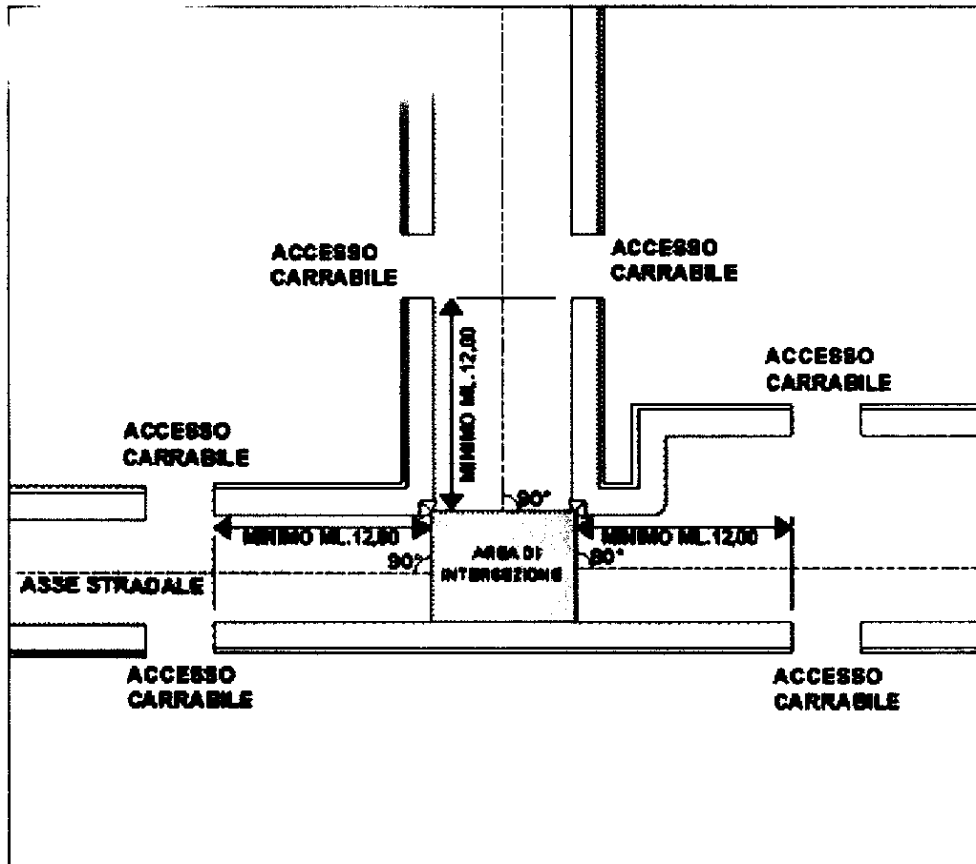 ACCESSO
CARRABILE
ACCESSO
CARRABILE
MINIMO ML.12,00
ACCESSO
CARRABILE
ACCESSO
CARRABILE
90°
MINIMO ML.12,00
MINIMO ML.12,00
90°
AREA DI
INTERSEZIONE
90°
ASSE STRADALE
ACCESSO
CARRABILE
ACCESSO
CARRABILE